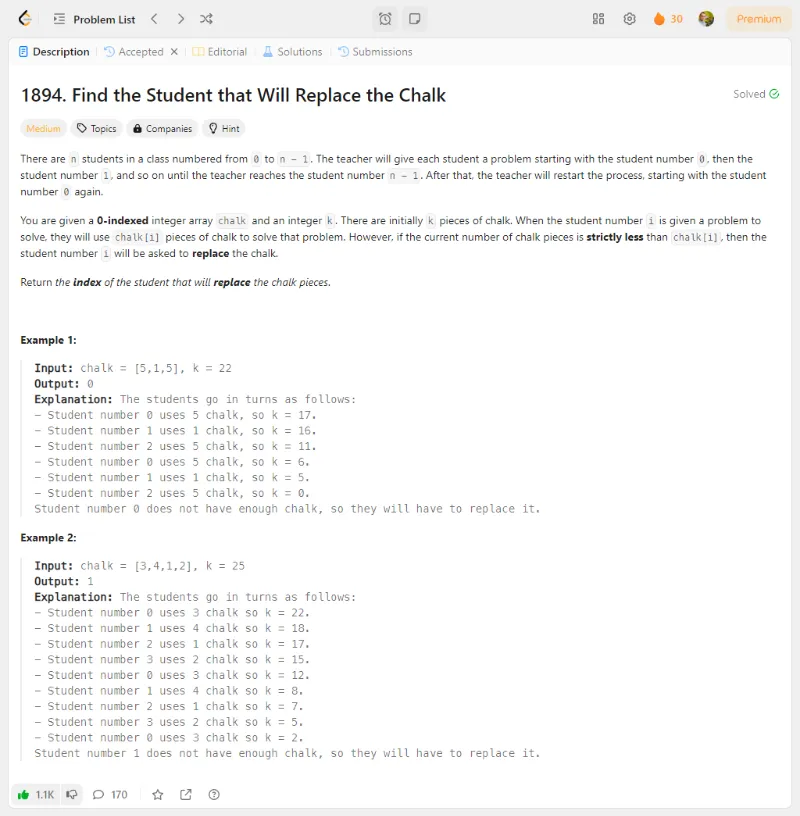 Problem List
30
Premium
Description
Accepted
Editorial
Solutions
Submissions
1894. Find the Student that Will Replace the Chalk
Solved
Medium
Topics
Companies
Hint
There are n students in a class numbered from 0 to n - 1. The teacher will give each student a problem starting with the student number 0, then the
student number 1, and so on until the teacher reaches the student number n - 1. After that, the teacher will restart the process, starting with the student
number 0 again.
You are given a 0-indexed integer array chalk and an integer k. There are initially k pieces of chalk. When the student number i is given a problem to
solve, they will use chalk[i] pieces of chalk to solve that problem. However, if the current number of chalk pieces is strictly less than chalk[i], then the
student number i will be asked to replace the chalk.
Return the index of the student that will replace the chalk pieces.
Example 1:
Input: chalk = [5,1,5], k = 22
Output: 0
Explanation: The students go in turns as follows:
- Student number 0 uses 5 chalk, so k = 17.
- Student number 1 uses 1 chalk, so k = 16.
- Student number 2 uses 5 chalk, so k = 11.
- Student number 0 uses 5 chalk, so k = 6.
- Student number 1 uses 1 chalk, so k = 5.
- Student number 2 uses 5 chalk, so k = 0.
Student number 0 does not have enough chalk, so they will have to replace it.
Example 2:
Input: chalk = [3,4,1,2], k = 25
Output: 1
Explanation: The students go in turns as follows:
- Student number 0 uses 3 chalk so k = 22.
- Student number 1 uses 4 chalk so k = 18.
- Student number 2 uses 1 chalk so k = 17.
- Student number 3 uses 2 chalk so k = 15.
- Student number 0 uses 3 chalk so k = 12.
- Student number 1 uses 4 chalk so k = 8.
- Student number 2 uses 1 chalk so k = 7.
- Student number 3 uses 2 chalk so k = 5.
- Student number 0 uses 3 chalk so k = 2.
Student number 1 does not have enough chalk, so they will have to replace it.
1.1K
170